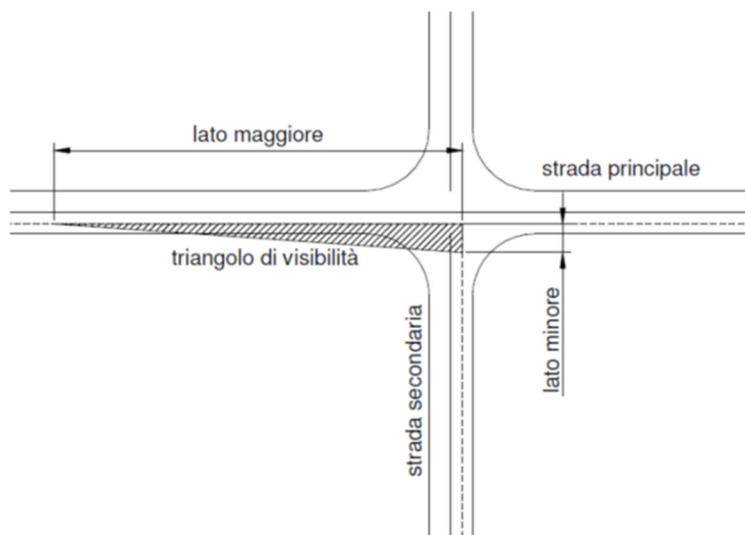 lato maggiore
strada principale
triangolo di visibilità
lato minore
strada secondaria